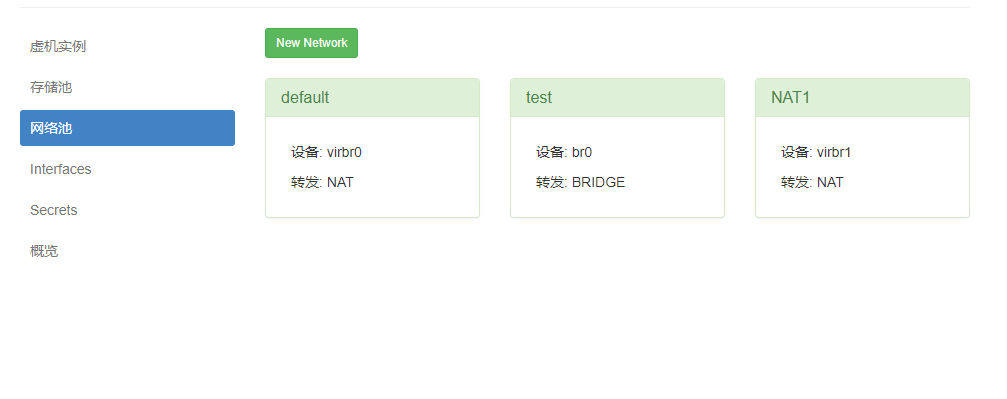 虚机实例
存储池
网络池
Interfaces
Secrets
概览
New Network
default
设备: virbr0
转发: NAT
test
设备: br0
转发: BRIDGE
NAT1
设备: virbr1
转发: NAT